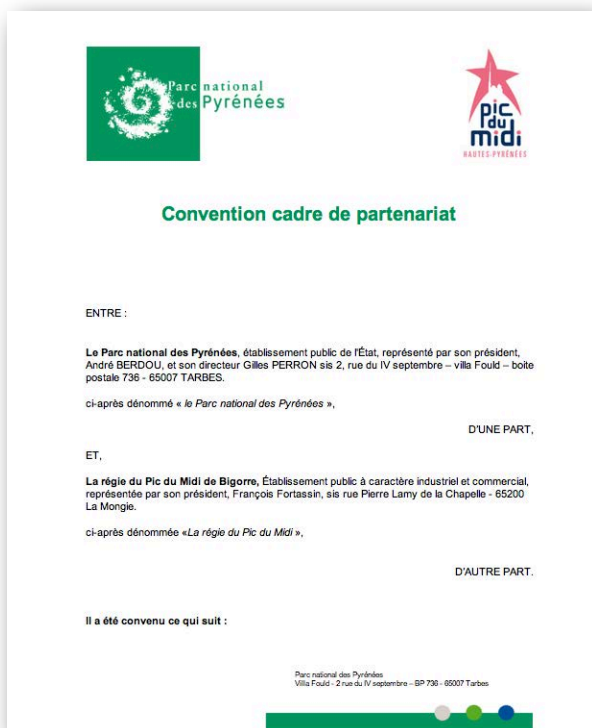 Parc national
des Pyrénées
pic
du
midi
HAUTES-PYRÉNÉES
Convention cadre de partenariat
ENTRE :
Le Parc national des Pyrénées, établissement public de l'État, représenté par son président,
André BERDOU, et son directeur Gilles PERRON sis 2, rue du IV septembre – villa Fould – boite
postale 736 - 65007 TARBES.
ci-après dénommé « le Parc national des Pyrénées »,
D'UNE PART,
ET,
La régie du Pic du Midi de Bigorre, Établissement public à caractère industriel et commercial,
représentée par son président, François Fortassin, sis rue Pierre Lamy de la Chapelle - 65200
La Mongie.
ci-après dénommée «La régie du Pic du Midi »,
D'AUTRE PART.
Il a été convenu ce qui suit :
Parc national des Pyrénées
Villa Fould - 2 rue du IV septembre – BP 736 - 65007 Tarbes